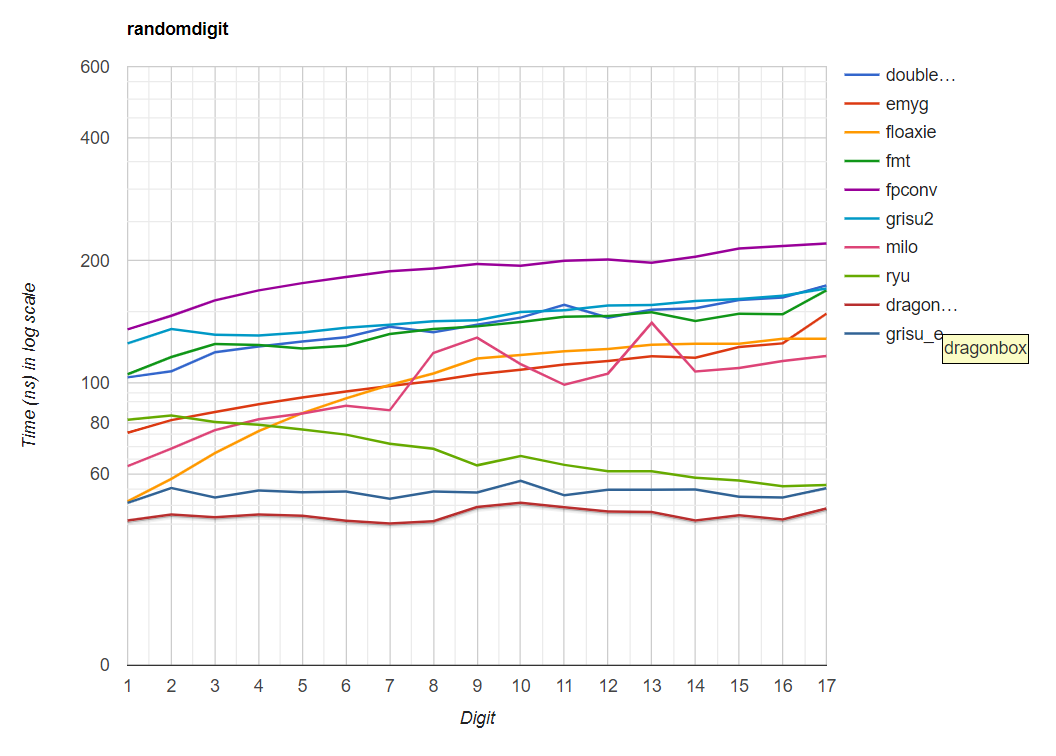 randomdigit
600
400
200
100
80
60
0
Time (ns) in log scale
1 2 3 4 5 6 7 8 9 10 11 12 13 14 15 16 17
Digit
double…
emyg
floaxie
fmt
fpconv
grisu2
milo
ryu
dragon…
grisu_e
dragonbox